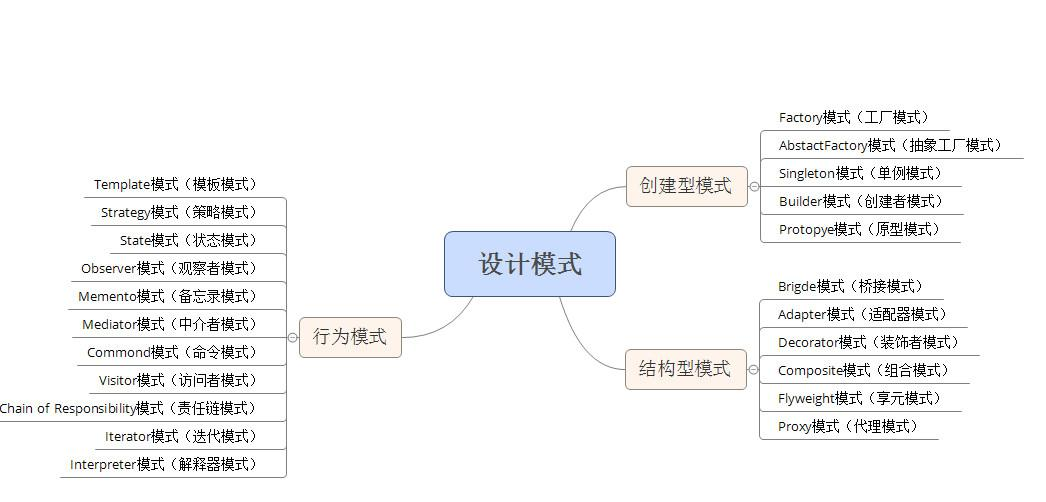 设计模式
创建型模式
Factory模式（工厂模式）
AbstactFactory模式（抽象工厂模式）
Singleton模式（单例模式）
Builder模式（创建者模式）
Protopye模式（原型模式）
结构型模式
Brigde模式（桥接模式）
Adapter模式（适配器模式）
Decorator模式（装饰者模式）
Composite模式（组合模式）
Flyweight模式（享元模式）
Proxy模式（代理模式）
行为模式
Template模式（模板模式）
Strategy模式（策略模式）
State模式（状态模式）
Observer模式（观察者模式）
Memento模式（备忘录模式）
Mediator模式（中介者模式）
Commond模式（命令模式）
Visitor模式（访问者模式）
Chain of Responsibility模式（责任链模式）
Iterator模式（迭代模式）
Interpreter模式（解释器模式）